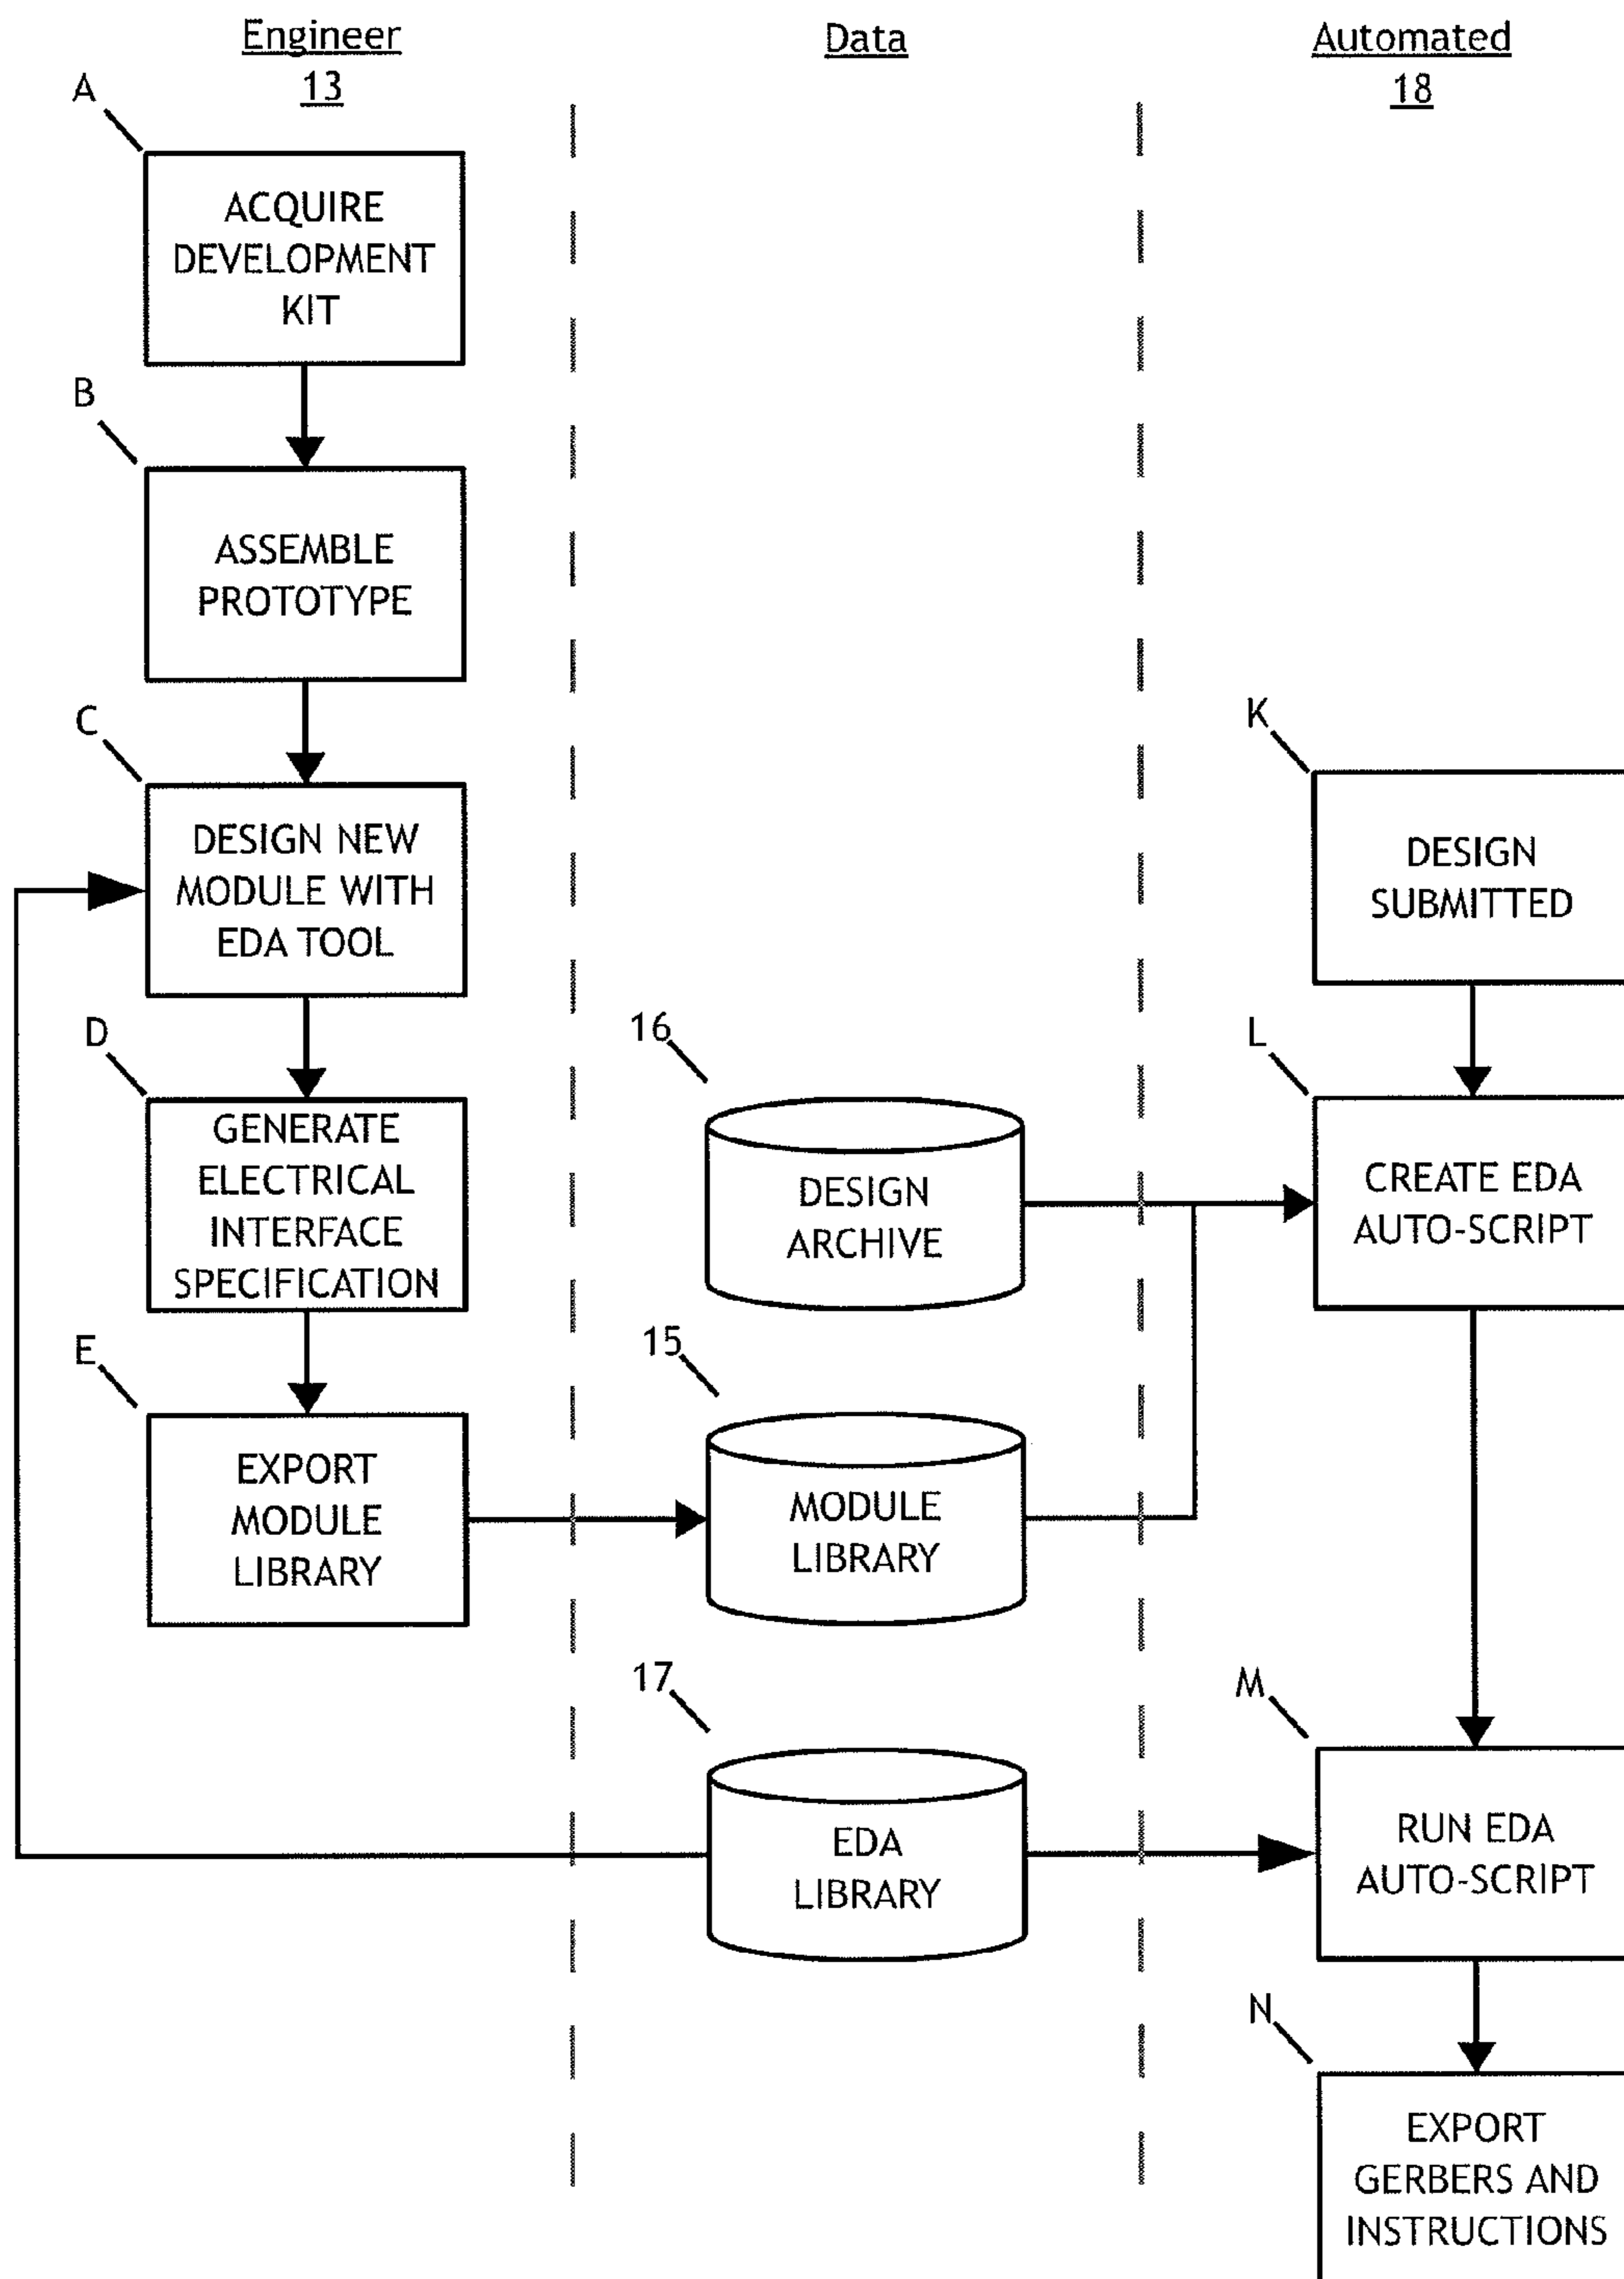 Engineer
13
Data
Automated
18
A
ACQUIRE
DEVELOPMENT
KIT
B
ASSEMBLE
PROTOTYPE
C
DESIGN NEW
MODULE WITH
EDA TOOL
D
GENERATE
ELECTRICAL
INTERFACE
SPECIFICATION
E
EXPORT
MODULE
LIBRARY
16
DESIGN
ARCHIVE
15
MODULE
LIBRARY
17
EDA
LIBRARY
K
DESIGN
SUBMITTED
L
CREATE EDA
AUTO-SCRIPT
M
RUN EDA
AUTO-SCRIPT
N
EXPORT
GERBERS AND
INSTRUCTIONS